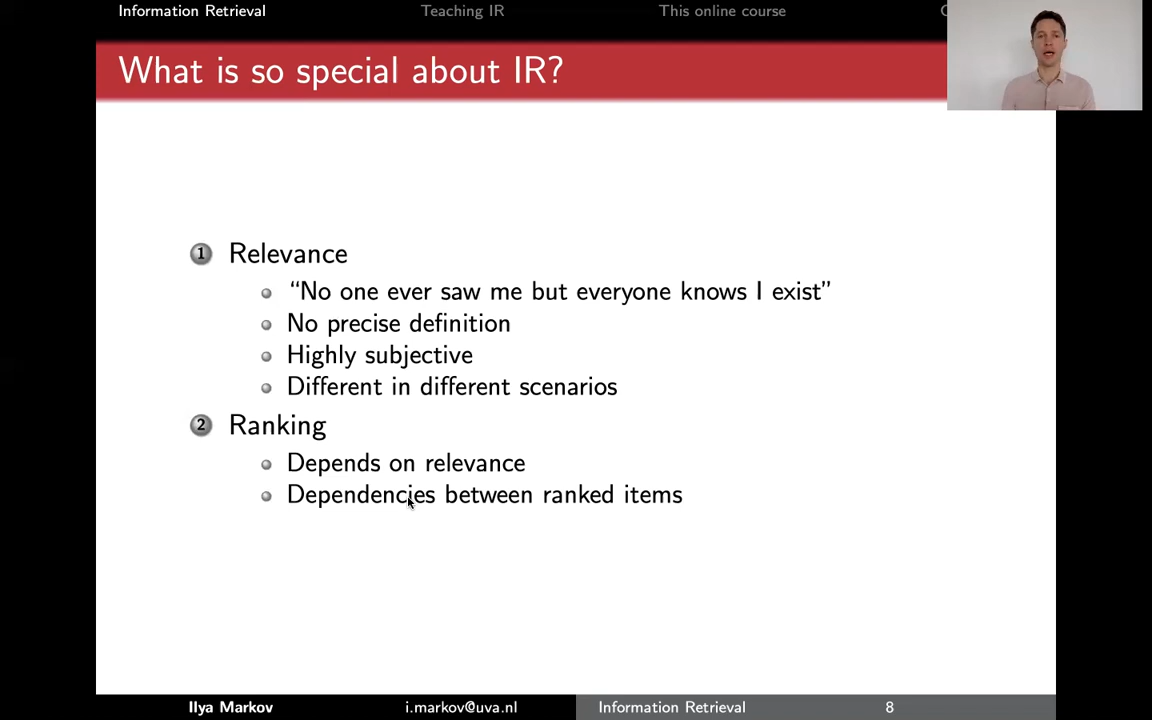 Information Retrieval Teaching IR This online course
What is so special about IR?
1 Relevance
“No one ever saw me but everyone knows I exist”
No precise definition
Highly subjective
Different in different scenarios
2 Ranking
Depends on relevance
Dependencies between ranked items
Ilya Markov i.markov@uva.nl Information Retrieval 8